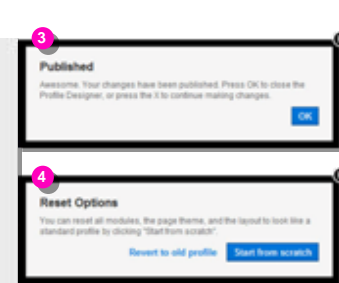 3
Published
Awesome. Your changes have been published. Press OK to close the
Profile Designer, or press the X to continue making changes.
OK
4
Reset Options
You can reset all modules, the page theme, and the layout to look like a
standard profile by clicking "Start from scratch".
Revert to old profile Start from scratch